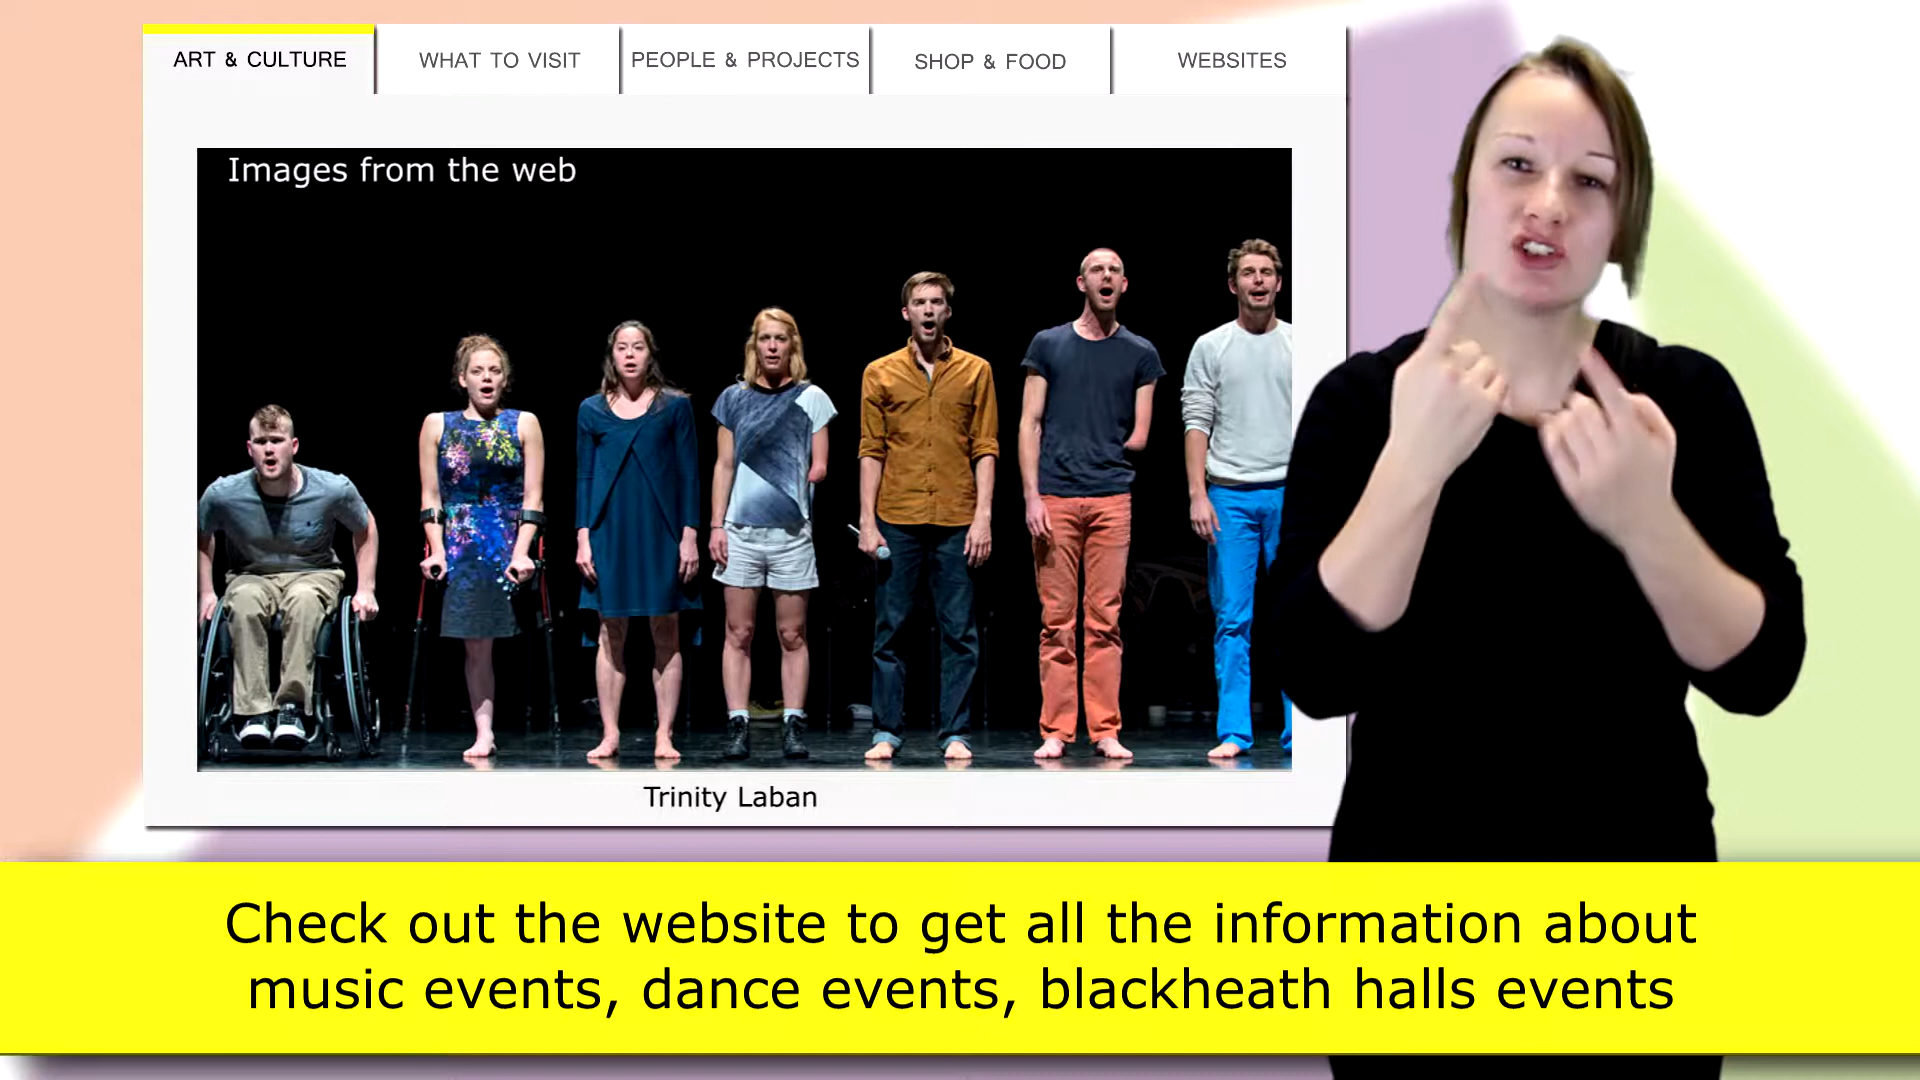 ART & CULTURE
WHAT TO VISIT
PEOPLE & PROJECTS
SHOP & FOOD
WEBSITES
Images from the web
Trinity Laban
Check out the website to get all the information about
music events, dance events, blackheath halls events